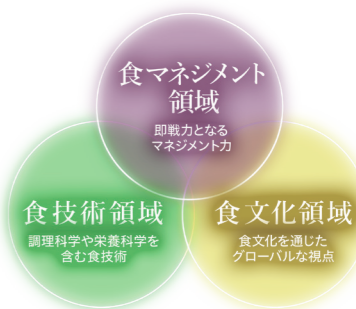 食マネジメント
領域
即戦力となる
マネジメント力
食技術領域
調理科学や栄養科学を
含む食技術
食文化領域
食文化を通じた
グローバルな視点